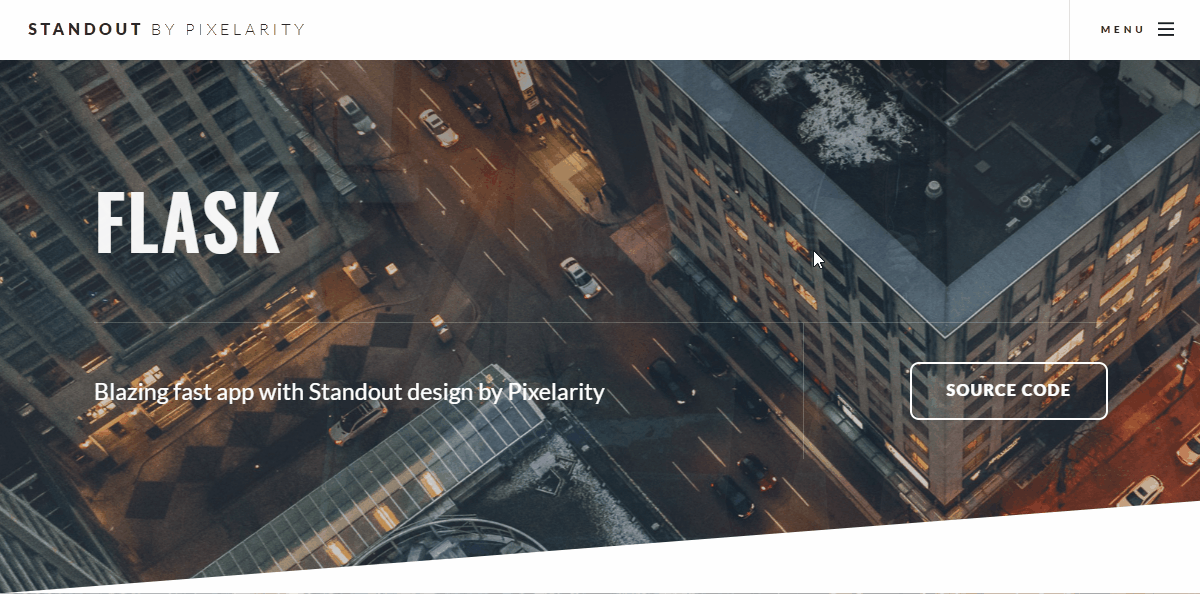 STANDOUT BY PIXELARITY
MENU
FLASK
Blazing fast app with Standout design by Pixelarity
SOURCE CODE